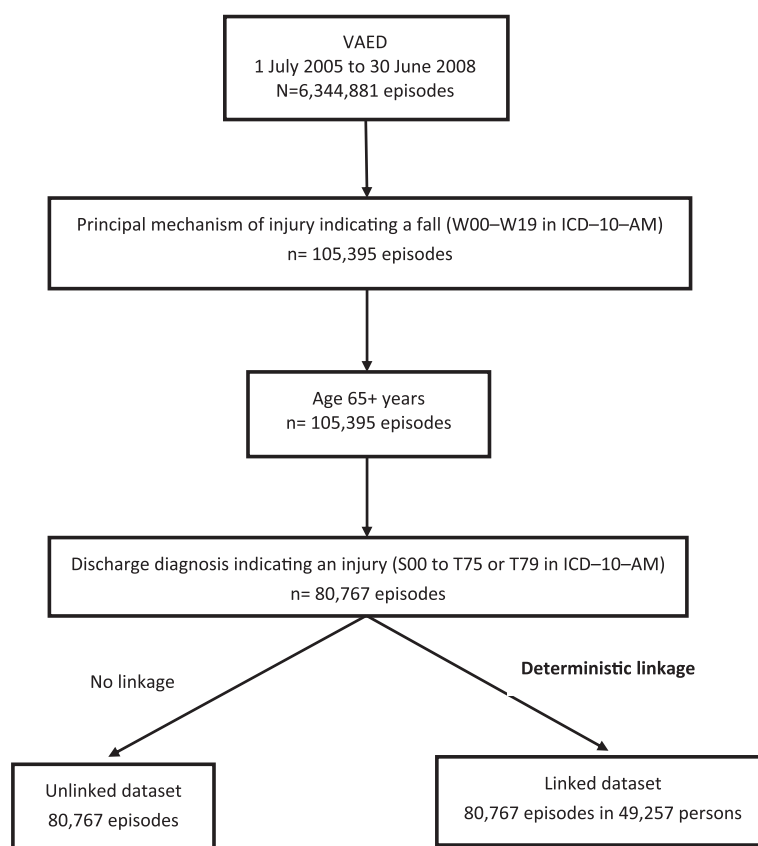 VAED
1 July 2005 to 30 June 2008
N=6,344,881 episodes
Principal mechanism of injury indicating a fall (W00–W19 in ICD–10–AM)
n= 105,395 episodes
Age 65+ years
n= 105,395 episodes
Discharge diagnosis indicating an injury (S00 to T75 or T79 in ICD–10–AM)
n= 80,767 episodes
No linkage
Deterministic linkage
Unlinked dataset
80,767 episodes
Linked dataset
80,767 episodes in 49,257 persons